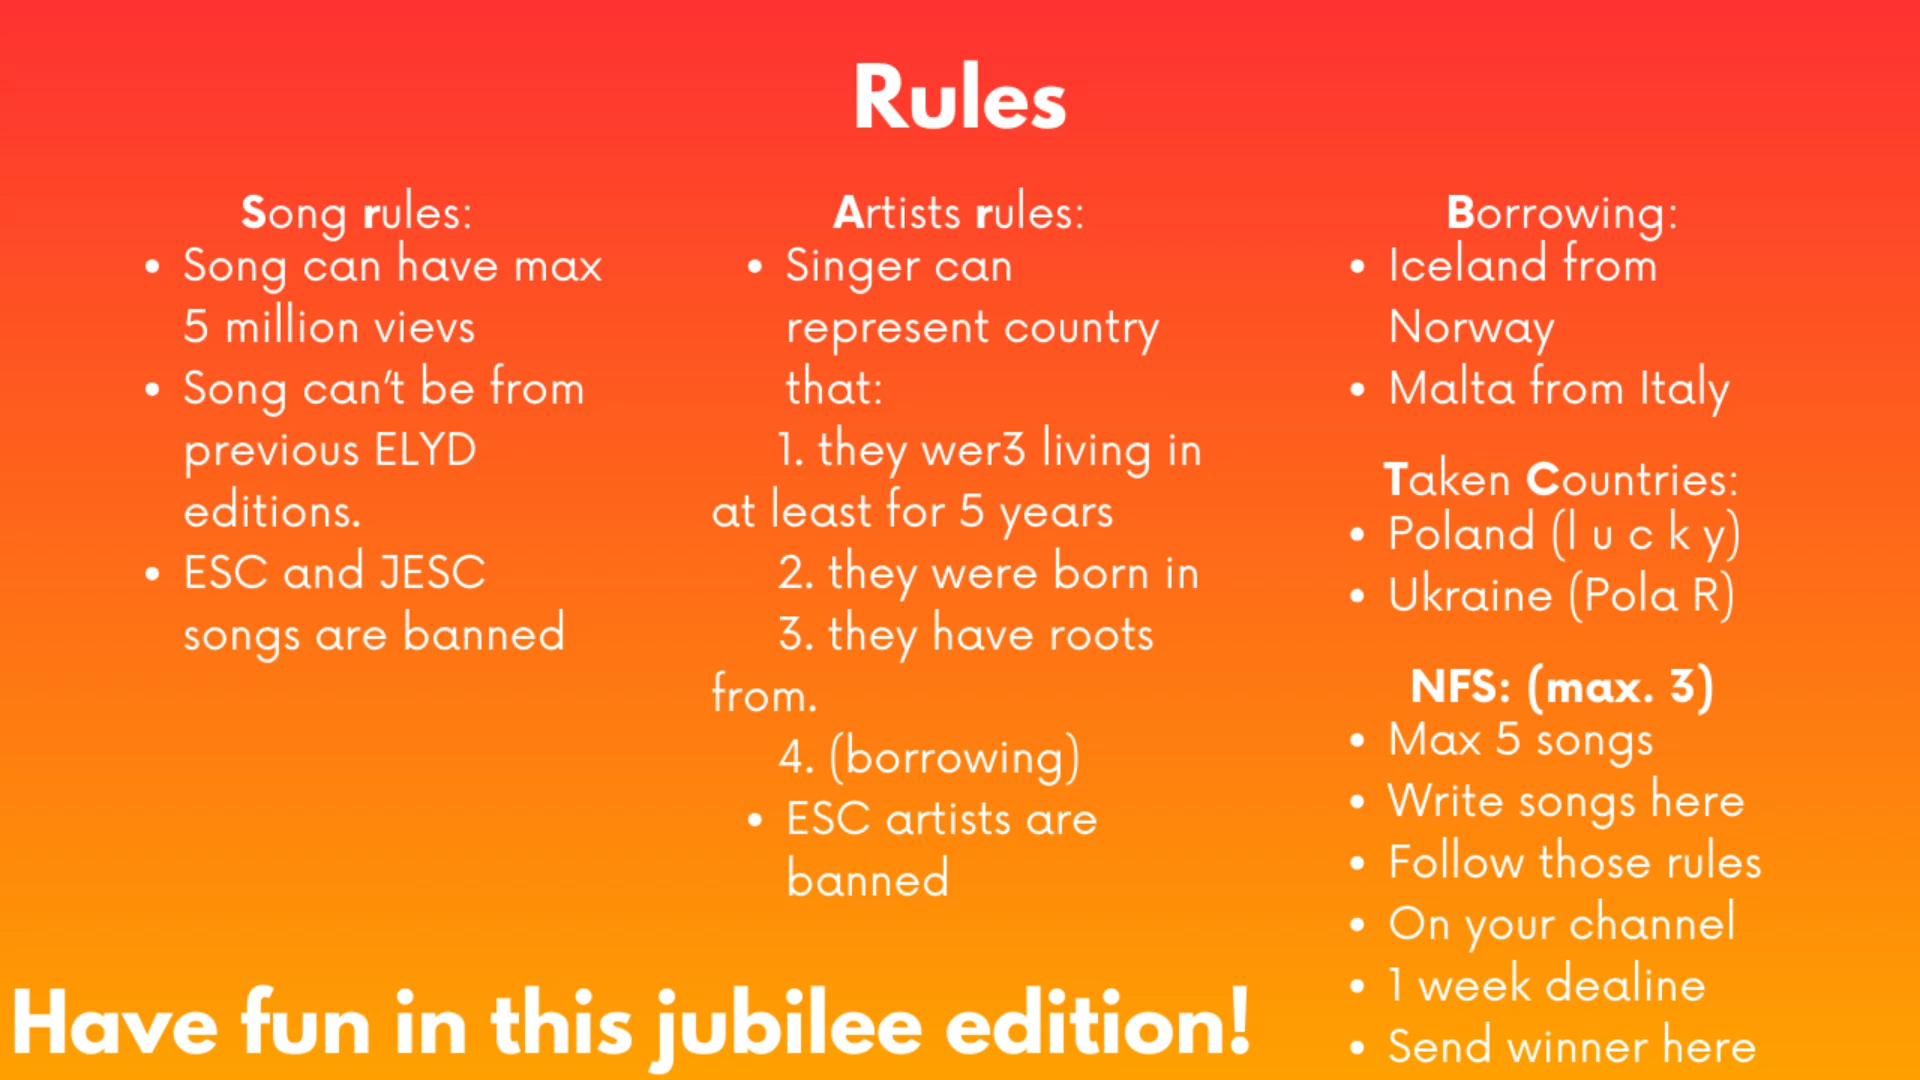 Rules
Song rules:
• Song can have max
5 million vievs
• Song can't be from
previous ELYD
editions.
• ESC and JESC
songs are banned
Artists rules:
• Singer can
represent country
that:
1. they wer3 living in
at least for 5 years
2. they were born in
3. they have roots
from.
4. (borrowing)
• ESC artists are
banned
Borrowing:
• Iceland from
Norway
• Malta from Italy
Taken Countries:
• Poland (l u c k y)
• Ukraine (Pola R)
NFS: (max. 3)
• Max 5 songs
• Write songs here
• Follow those rules
• On your channel
• 1 week dealine
• Send winner here
Have fun in this jubilee edition!